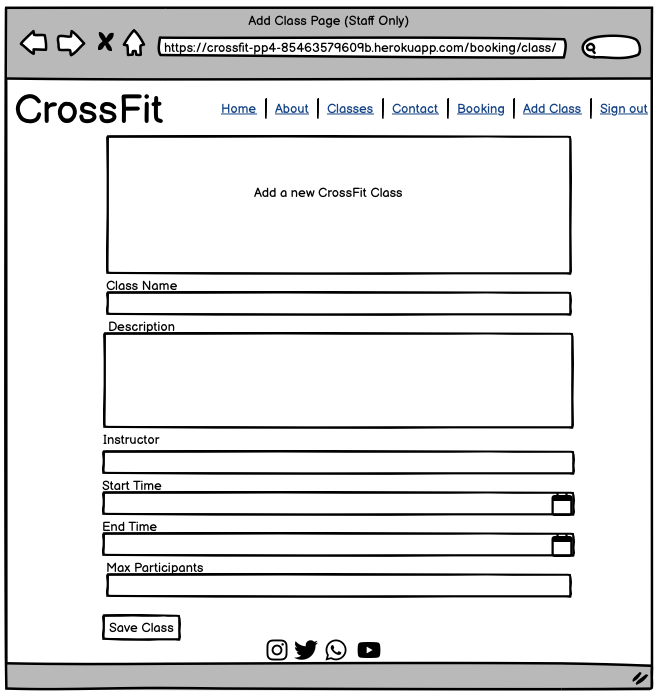 Add Class Page (Staff Only)
https://crossfit-pp4-85463579609b.herokuapp.com/booking/class/
CrossFit
Home About Classes Contact Booking Add Class Sign out
Add a new CrossFit Class
Class Name
Description
Instructor
Start Time
End Time
Max Participants
Save Class